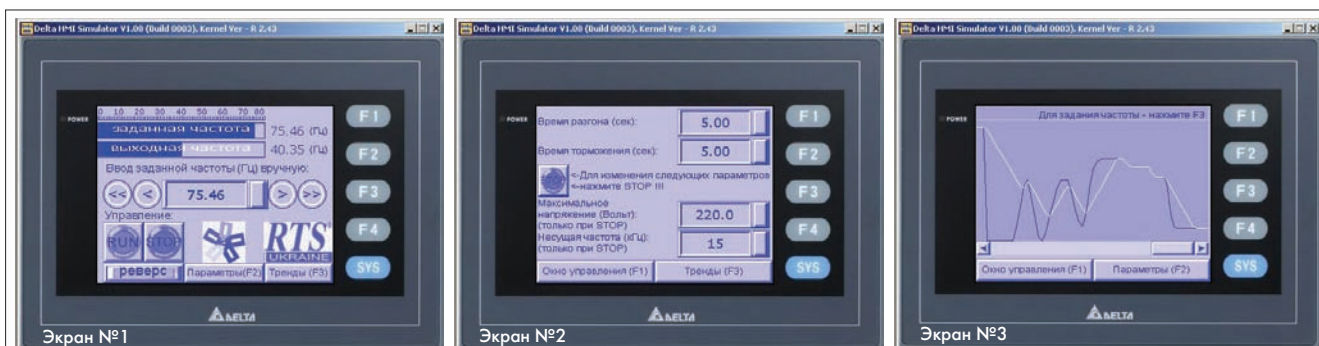 Delta HMI Simulator V1.00 (Build 0003), Kernel Ver - R 2.43
POWER
0 10 20 30 40 50 60 70 80
заданная частота 75.46 (Гц)
выходная частота 40.35 (Гц)
Ввод заданной частоты (Гц) вручную:
<< < 75.46 > >>
Управление:
RUN STOP RTS
UKRAINE
реверс Параметры(F2) Тренды (F3)
F1
F2
F3
F4
SYS
DELTA
Экран №1
Delta HMI Simulator V1.00 (Build 0003), Kernel Ver - R 2.43
POWER
Время разгона (сек): 5.00
Время торможения (сек): 5.00
<-Для изменения следующих параметров
<-нажмите STOP !!!
Максимальное
напряжение (Вольт):
(только при STOP)
220.0
Несущая частота (кГц):
(только при STOP)
15
Окно управления (F1) Тренды (F3)
F1
F2
F3
F4
SYS
DELTA
Экран №2
Delta HMI Simulator V1.00 (Build 0003), Kernel Ver - R 2.43
POWER
Для задания частоты - нажмите F3
Окно управления (F1) Параметры (F2)
F1
F2
F3
F4
SYS
DELTA
Экран №3